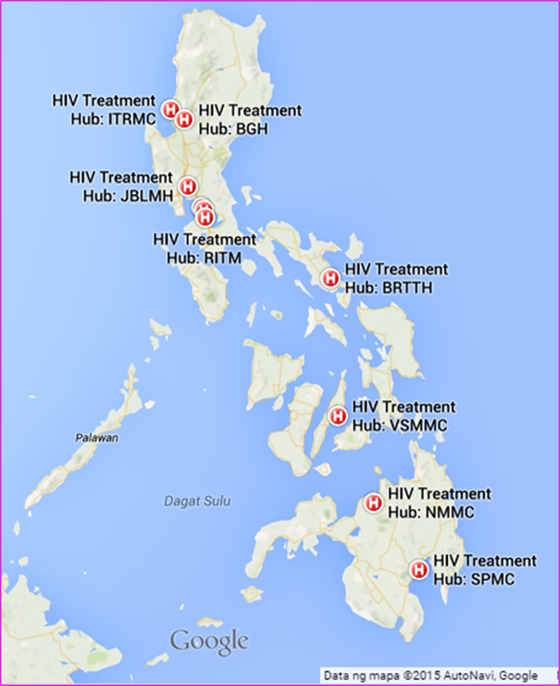 HIV Treatment
Hub: ITRMC
HIV Treatment
Hub: BGH
HIV Treatment
Hub: JBLMH
HIV Treatment
Hub: RITM
HIV Treatment
Hub: BRTTH
HIV Treatment
Hub: VSMMC
Palawan
Dagat Sulu
HIV Treatment
Hub: NMMC
HIV Treatment
Hub: SPMC
Google
Data ng mapa ©2015 AutoNavi, Google